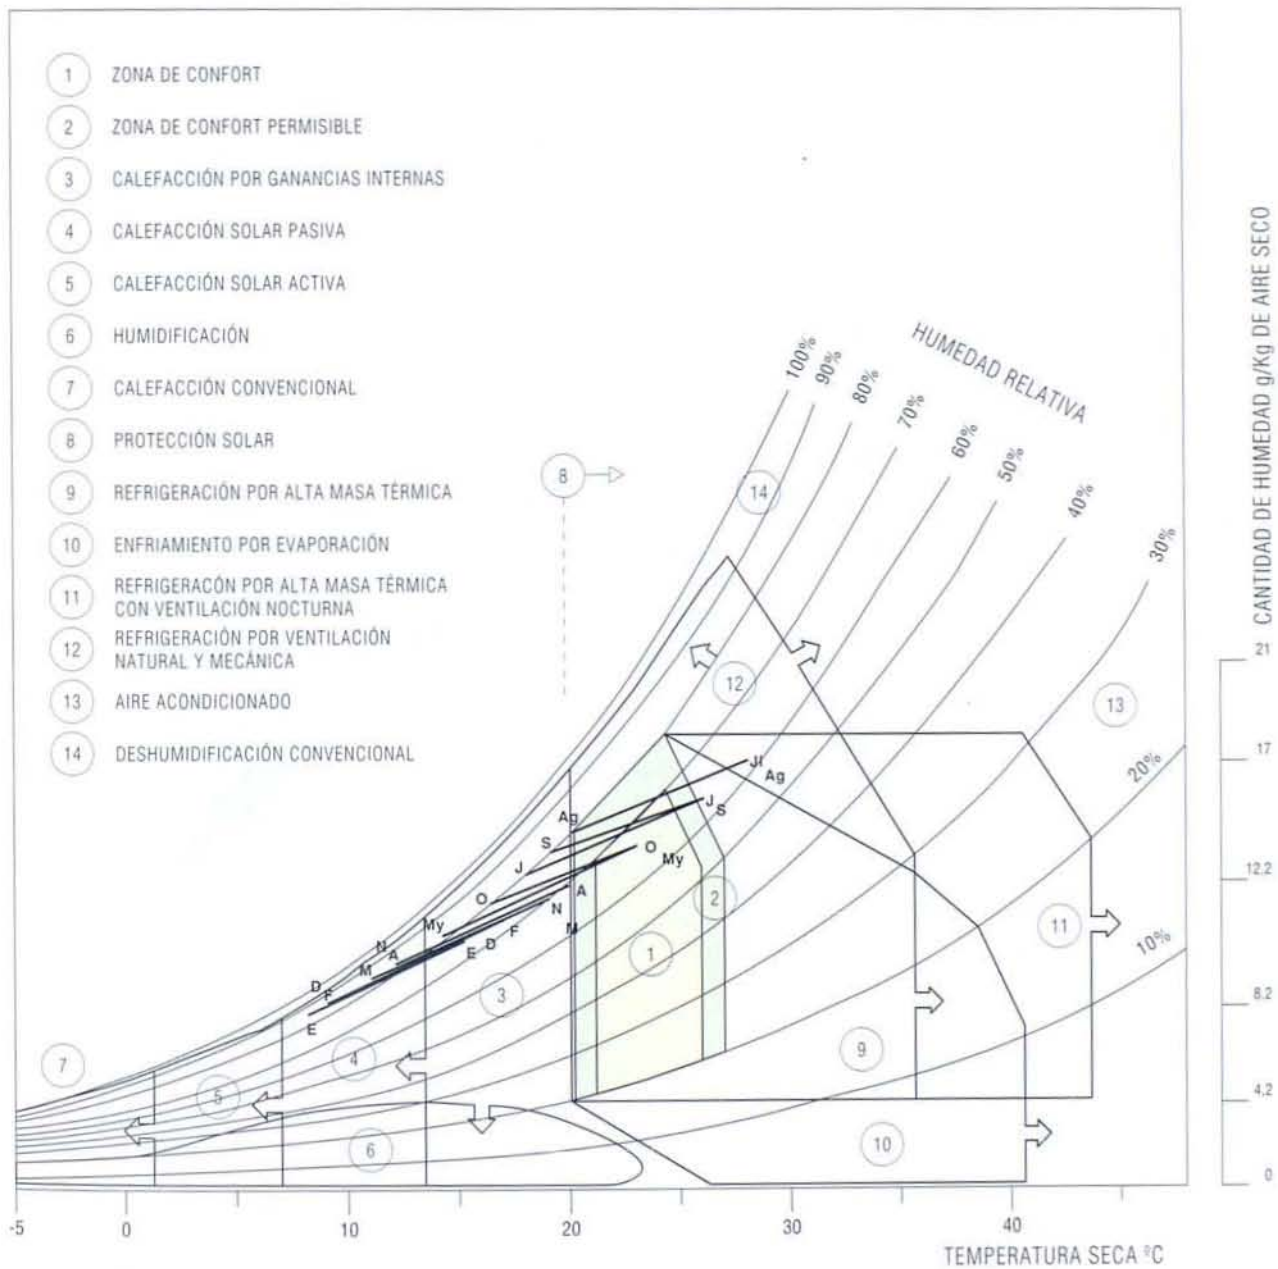 1 ZONA DE CONFORT
2 ZONA DE CONFORT PERMISIBLE
3 CALEFACCIÓN POR GANANCIAS INTERNAS
4 CALEFACCIÓN SOLAR PASIVA
5 CALEFACCIÓN SOLAR ACTIVA
6 HUMIDIFICACIÓN
7 CALEFACCIÓN CONVENCIONAL
8 PROTECCIÓN SOLAR
9 REFRIGERACIÓN POR ALTA MASA TÉRMICA
10 ENFRIAMIENTO POR EVAPORACIÓN
11 REFRIGERACÓN POR ALTA MASA TÉRMICA
CON VENTILACIÓN NOCTURNA
12 REFRIGERACIÓN POR VENTILACIÓN
NATURAL Y MECÁNICA
13 AIRE ACONDICIONADO
14 DESHUMIDIFICACIÓN CONVENCIONAL
HUMEDAD RELATIVA
100%
90%
80%
70%
60%
50%
40%
30%
20%
10%
CANTIDAD DE HUMEDAD g/Kg DE AIRE SECO
21
17
12.2
8.2
4.2
0
8
14
12
13
Jl
Ag
Ag
J
S
S
J
O
My
O
A
N
M
My
N
A
M
F
D
E
D
F
E
2
1
11
3
9
4
7
5
6
10
-5
0
10
20
30
40
TEMPERATURA SECA ºC